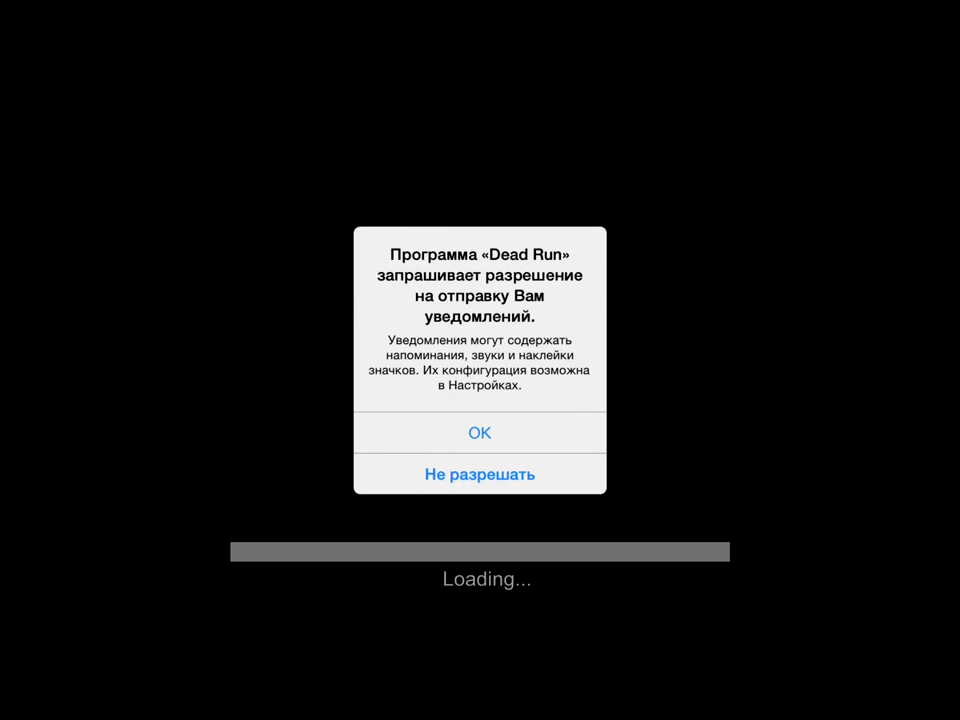 Программа «Dead Run»
запрашивает разрешение
на отправку Вам
уведомлений.
Уведомления могут содержать
напоминания, звуки и наклейки
значков. Их конфигурация возможна
в Настройках.
OK
Не разрешать
Loading...